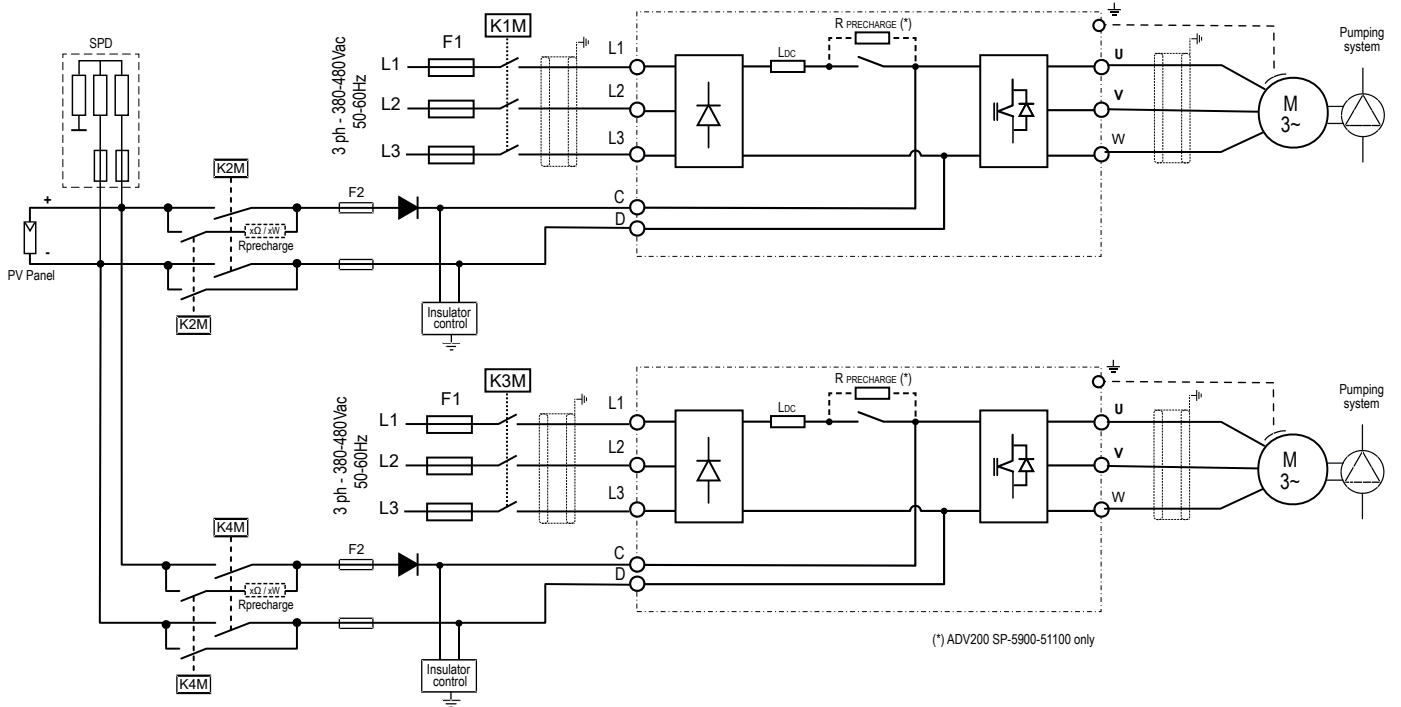 SPD
+
-
PV Panel
K2M
xΩ / xW
Rprecharge
K2M
F2
Insulator
control
3 ph - 380-480Vac
50-60Hz
L1
L2
L3
F1
K1M
L1
L2
L3
C
D
LDC
R PRECHARGE (*)
U
V
W
M
3~
Pumping
system
K4M
xΩ / xW
Rprecharge
K4M
F2
Insulator
control
3 ph - 380-480Vac
50-60Hz
L1
L2
L3
F1
K3M
L1
L2
L3
C
D
LDC
R PRECHARGE (*)
U
V
W
M
3~
Pumping
system
(*) ADV200 SP-5900-51100 only